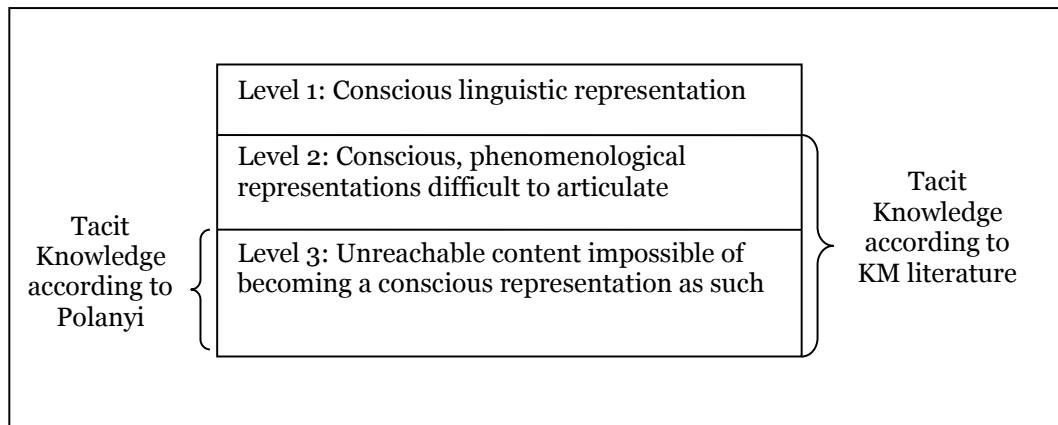 Level 1: Conscious linguistic representation
Level 2: Conscious, phenomenological
representations difficult to articulate
Level 3: Unreachable content impossible of
becoming a conscious representation as such
Tacit
Knowledge
according to
Polanyi
Tacit
Knowledge
according to
KM literature